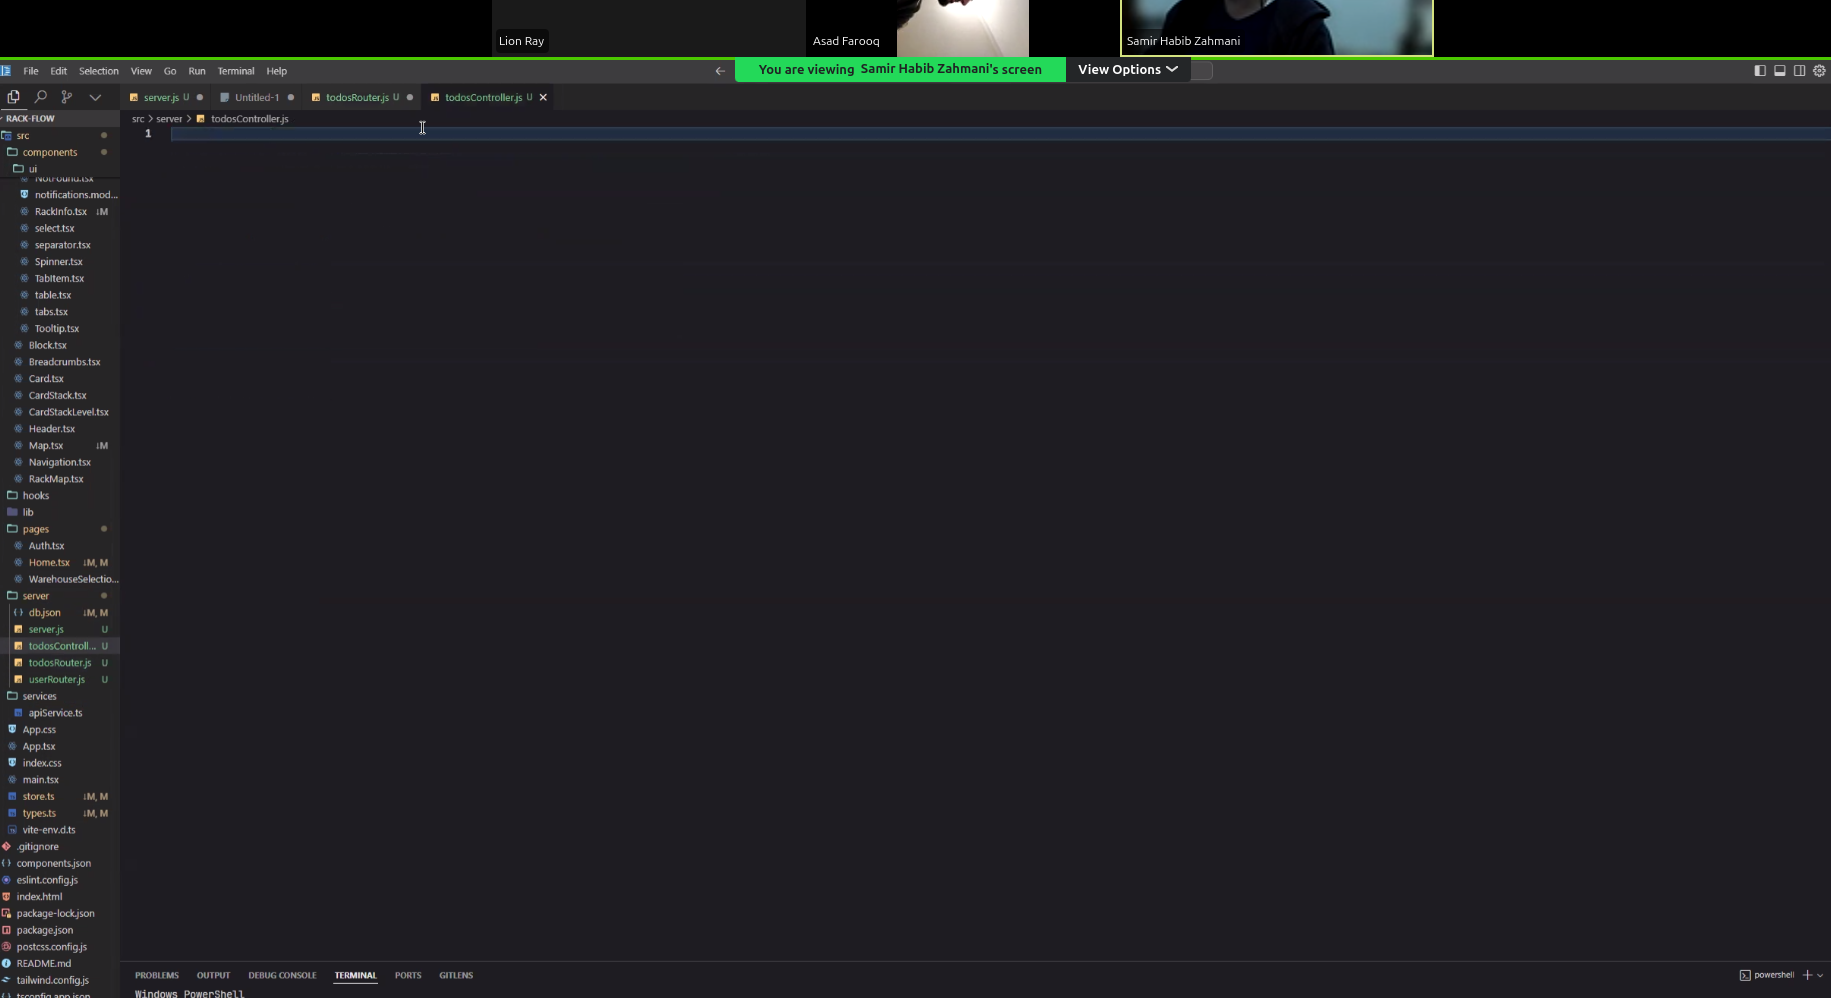 Lion Ray
Asad Farooq
Samir Habib Zahmani
File Edit Selection View Go Run Terminal Help
You are viewing Samir Habib Zahmani's screen View Options
server.js U Untitled-1 todosRouter.js U todosController.js U
RACK-FLOW
src > server > todosController.js
1
src
components
ui
NotFound.tsx
notifications.mod...
RackInfo.tsx ↓M
select.tsx
separator.tsx
Spinner.tsx
TabItem.tsx
table.tsx
tabs.tsx
Tooltip.tsx
Block.tsx
Breadcrumbs.tsx
Card.tsx
CardStack.tsx
CardStackLevel.tsx
Header.tsx
Map.tsx ↓M
Navigation.tsx
RackMap.tsx
hooks
lib
pages
Auth.tsx
Home.tsx ↓M, M
WarehouseSelectio...
server
db.json ↓M, M
server.js U
todosControll... U
todosRouter.js U
userRouter.js U
services
apiService.ts
App.css
App.tsx
index.css
main.tsx
store.ts ↓M, M
types.ts ↓M, M
vite-env.d.ts
.gitignore
components.json
eslint.config.js
index.html
package-lock.json
package.json
postcss.config.js
README.md
tailwind.config.js
tsconfig.app.json
PROBLEMS OUTPUT DEBUG CONSOLE TERMINAL PORTS GITLENS
powershell
Windows PowerShell